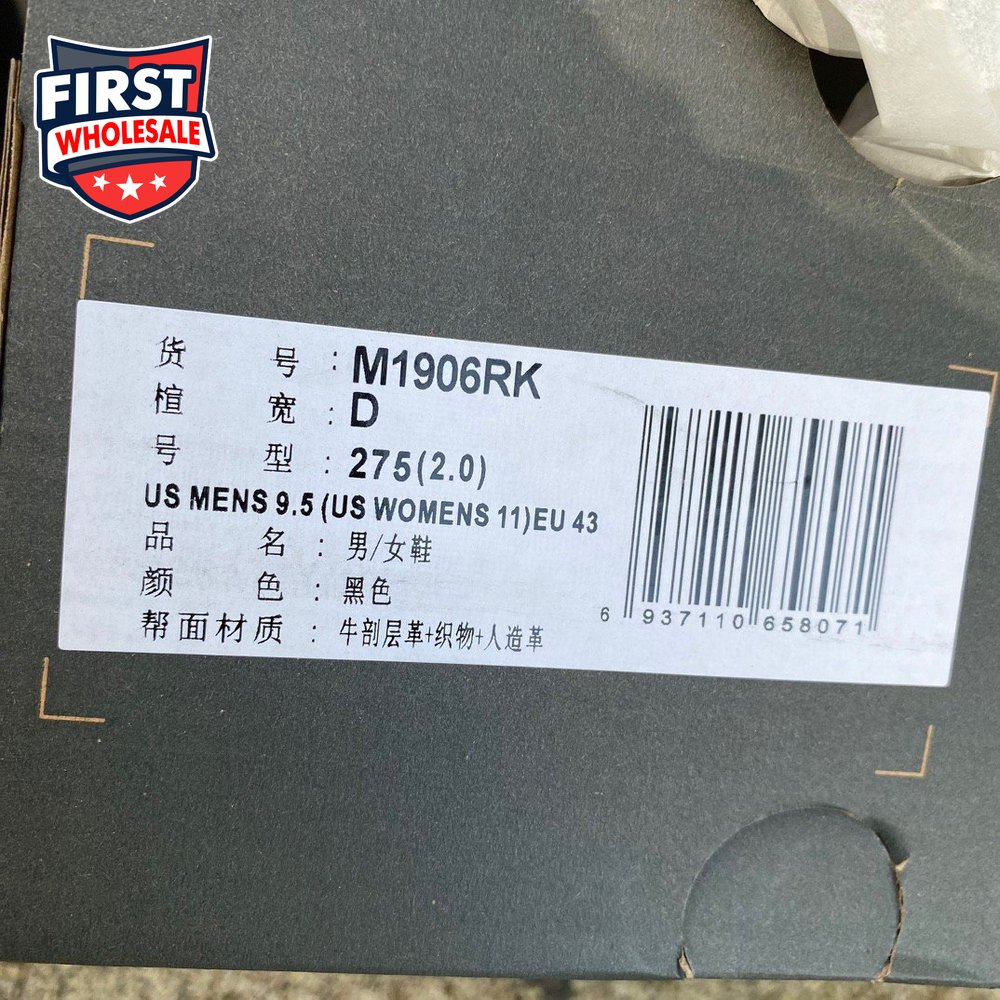 FIRST
WHOLESALE
货 号 : M1906RK
楦 宽 : D
号 型 : 275(2.0)
US MENS 9.5 (US WOMENS 11)EU 43
品 名 : 男/女鞋
颜 色 : 黑色
帮面材质 : 牛剖层革+织物+人造革
6 937110 658071